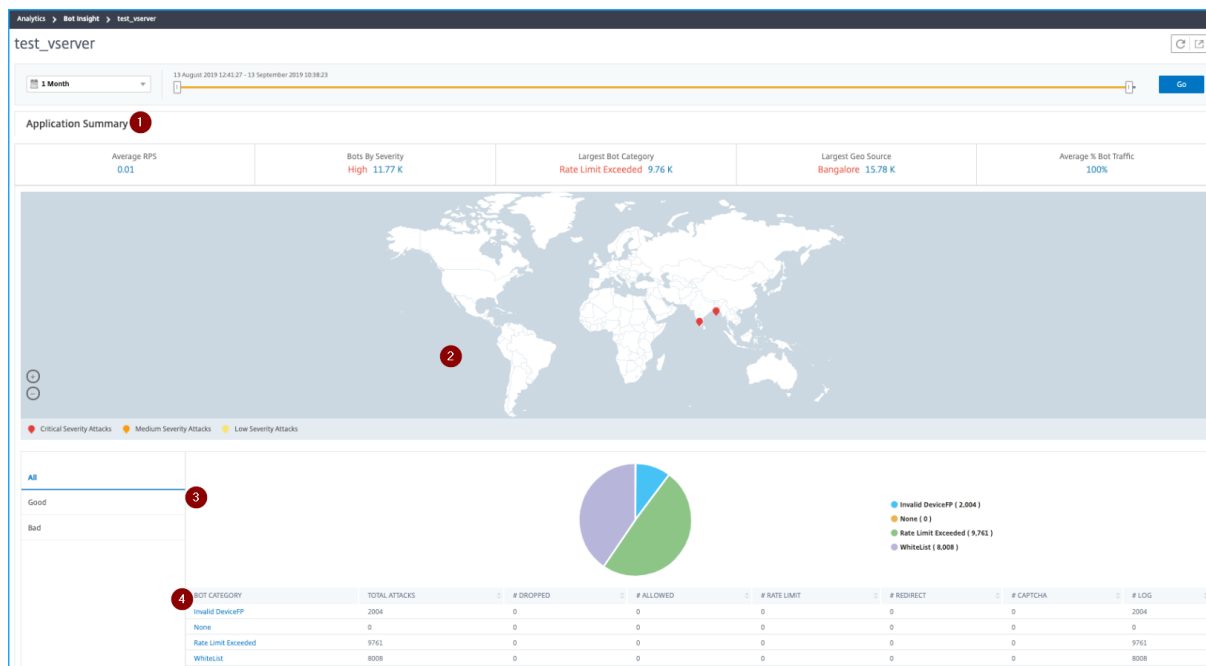 Analytics > Bot Insight > test_vserver
test_vserver
1 Month
13 August 2019 12:41:27 - 13 September 2019 10:38:23
Go
Application Summary 1
Average RPS
0.01
Bots By Severity
High 11.77 K
Largest Bot Category
Rate Limit Exceeded 9.76 K
Largest Geo Source
Bangalore 15.78 K
Average % Bot Traffic
100%
2
Critical Severity Attacks Medium Severity Attacks Low Severity Attacks
All
Good
Bad
3
Invalid DeviceFP ( 2,004 )
None ( 0 )
Rate Limit Exceeded ( 9,761 )
WhiteList ( 8,008 )
4
BOT CATEGORY TOTAL ATTACKS # DROPPED # ALLOWED # RATE LIMIT # REDIRECT # CAPTCHA # LOG
Invalid DeviceFP 2004 0 0 0 0 0 2004
None 0 0 0 0 0 0 0
Rate Limit Exceeded 9761 0 0 0 0 0 9761
WhiteList 8008 0 0 0 0 0 8008